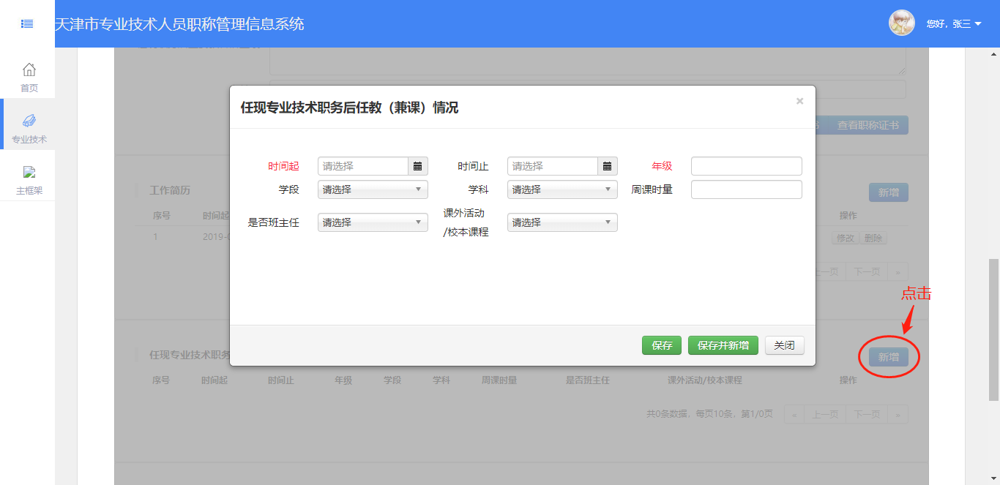 天津市专业技术人员职称管理信息系统
您好，张三
首页
专业技术
主框架
查看职称证书
任现专业技术职务后任教（兼课）情况
×
时间起 请选择 时间止 请选择 年级
学段 请选择 学科 请选择 周课时量
是否班主任 请选择 课外活动/校本课程 请选择
保存 保存并新增 关闭
工作简历 新增
序号 时间起 操作
1 2019-0 修改 删除
上一页 下一页 »
点击
任现专业技术职务 新增
序号 时间起 时间止 年级 学段 学科 周课时量 是否班主任 课外活动/校本课程 操作
共0条数据，每页10条，第1/0页 « 上一页 下一页 »